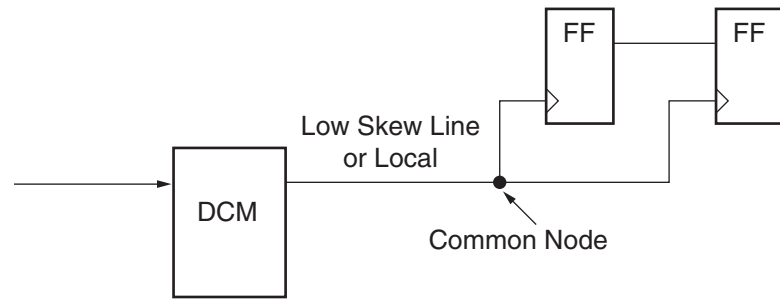 FF
FF
Low Skew Line
or Local
DCM
Common Node